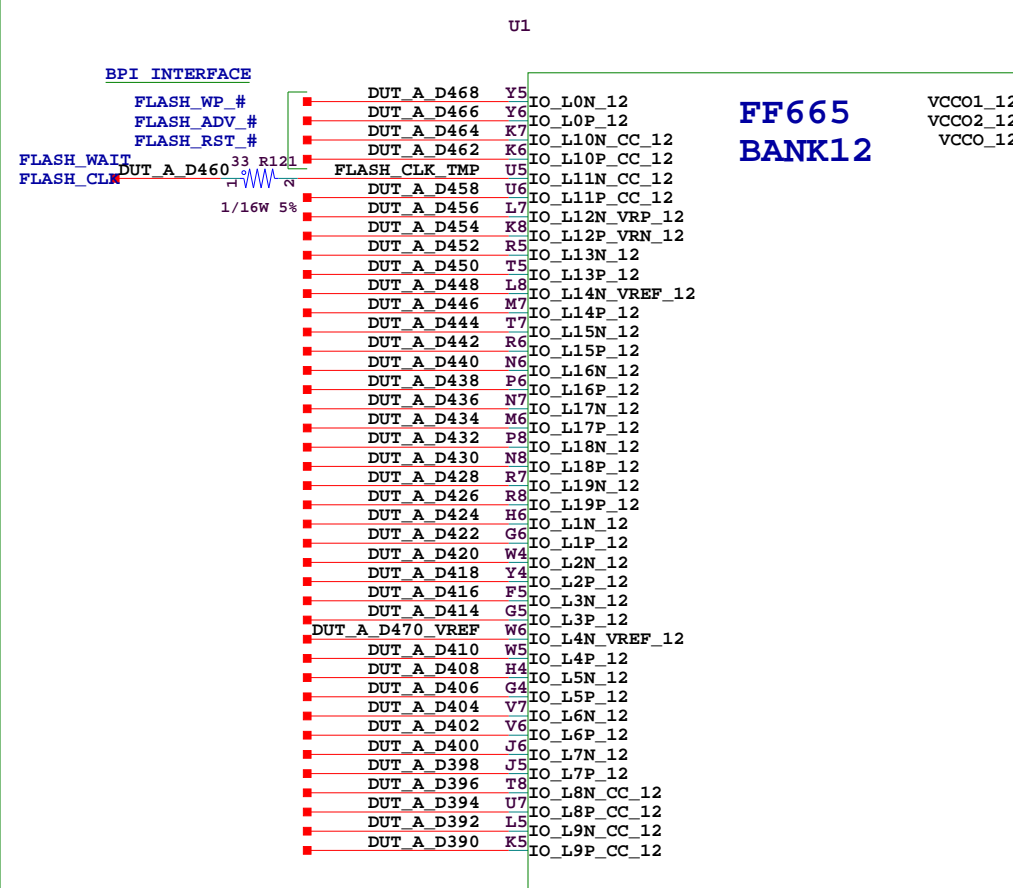 U1
BPI INTERFACE
FLASH_WP_#
FLASH_ADV_#
FLASH_RST_#
FLASH_WAIT
FLASH_CLK
DUT_A_D460
33 R121
1 2
1/16W 5%
FF665
BANK12
VCCO1_12
VCCO2_12
VCCO_12
DUT_A_D468 Y5 IO_L0N_12
DUT_A_D466 Y6 IO_L0P_12
DUT_A_D464 K7 IO_L10N_CC_12
DUT_A_D462 K6 IO_L10P_CC_12
FLASH_CLK_TMP U5 IO_L11N_CC_12
DUT_A_D458 U6 IO_L11P_CC_12
DUT_A_D456 L7 IO_L12N_VRP_12
DUT_A_D454 K8 IO_L12P_VRN_12
DUT_A_D452 R5 IO_L13N_12
DUT_A_D450 T5 IO_L13P_12
DUT_A_D448 L8 IO_L14N_VREF_12
DUT_A_D446 M7 IO_L14P_12
DUT_A_D444 T7 IO_L15N_12
DUT_A_D442 R6 IO_L15P_12
DUT_A_D440 N6 IO_L16N_12
DUT_A_D438 P6 IO_L16P_12
DUT_A_D436 N7 IO_L17N_12
DUT_A_D434 M6 IO_L17P_12
DUT_A_D432 P8 IO_L18N_12
DUT_A_D430 N8 IO_L18P_12
DUT_A_D428 R7 IO_L19N_12
DUT_A_D426 R8 IO_L19P_12
DUT_A_D424 H6 IO_L1N_12
DUT_A_D422 G6 IO_L1P_12
DUT_A_D420 W4 IO_L2N_12
DUT_A_D418 Y4 IO_L2P_12
DUT_A_D416 F5 IO_L3N_12
DUT_A_D414 G5 IO_L3P_12
DUT_A_D470_VREF W6 IO_L4N_VREF_12
DUT_A_D410 W5 IO_L4P_12
DUT_A_D408 H4 IO_L5N_12
DUT_A_D406 G4 IO_L5P_12
DUT_A_D404 V7 IO_L6N_12
DUT_A_D402 V6 IO_L6P_12
DUT_A_D400 J6 IO_L7N_12
DUT_A_D398 J5 IO_L7P_12
DUT_A_D396 T8 IO_L8N_CC_12
DUT_A_D394 U7 IO_L8P_CC_12
DUT_A_D392 L5 IO_L9N_CC_12
DUT_A_D390 K5 IO_L9P_CC_12